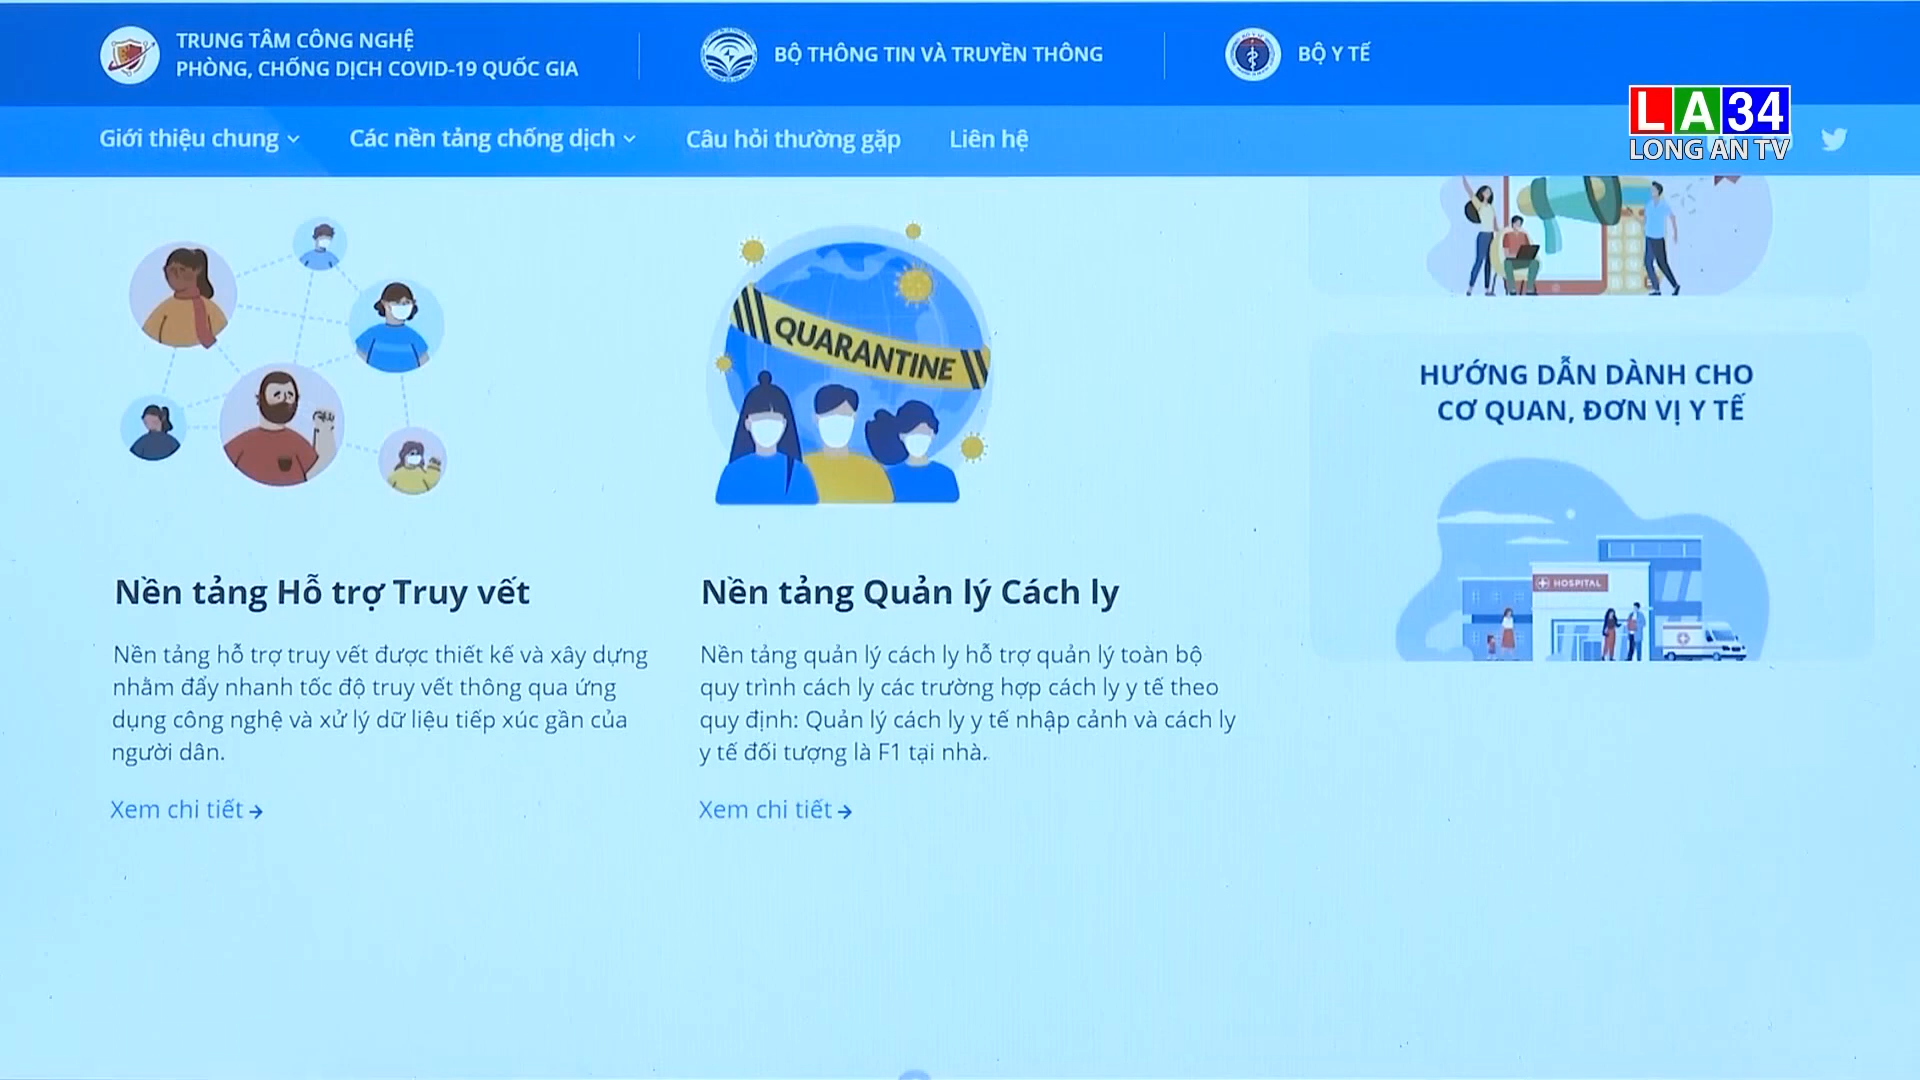 TRUNG TÂM CÔNG NGHỆ
PHÒNG, CHỐNG DỊCH COVID-19 QUỐC GIA
BỘ THÔNG TIN VÀ TRUYỀN THÔNG
BỘ Y TẾ
LA34
LONG AN TV
Giới thiệu chung
Các nền tảng chống dịch
Câu hỏi thường gặp
Liên hệ
QUARANTINE
HƯỚNG DẪN DÀNH CHO
CƠ QUAN, ĐƠN VỊ Y TẾ
HOSPITAL
Nền tảng Hỗ trợ Truy vết
Nền tảng hỗ trợ truy vết được thiết kế và xây dựng
nhằm đẩy nhanh tốc độ truy vết thông qua ứng
dụng công nghệ và xử lý dữ liệu tiếp xúc gần của
người dân.
Xem chi tiết
Nền tảng Quản lý Cách ly
Nền tảng quản lý cách ly hỗ trợ quản lý toàn bộ
quy trình cách ly các trường hợp cách ly y tế theo
quy định: Quản lý cách ly y tế nhập cảnh và cách ly
y tế đối tượng là F1 tại nhà.
Xem chi tiết